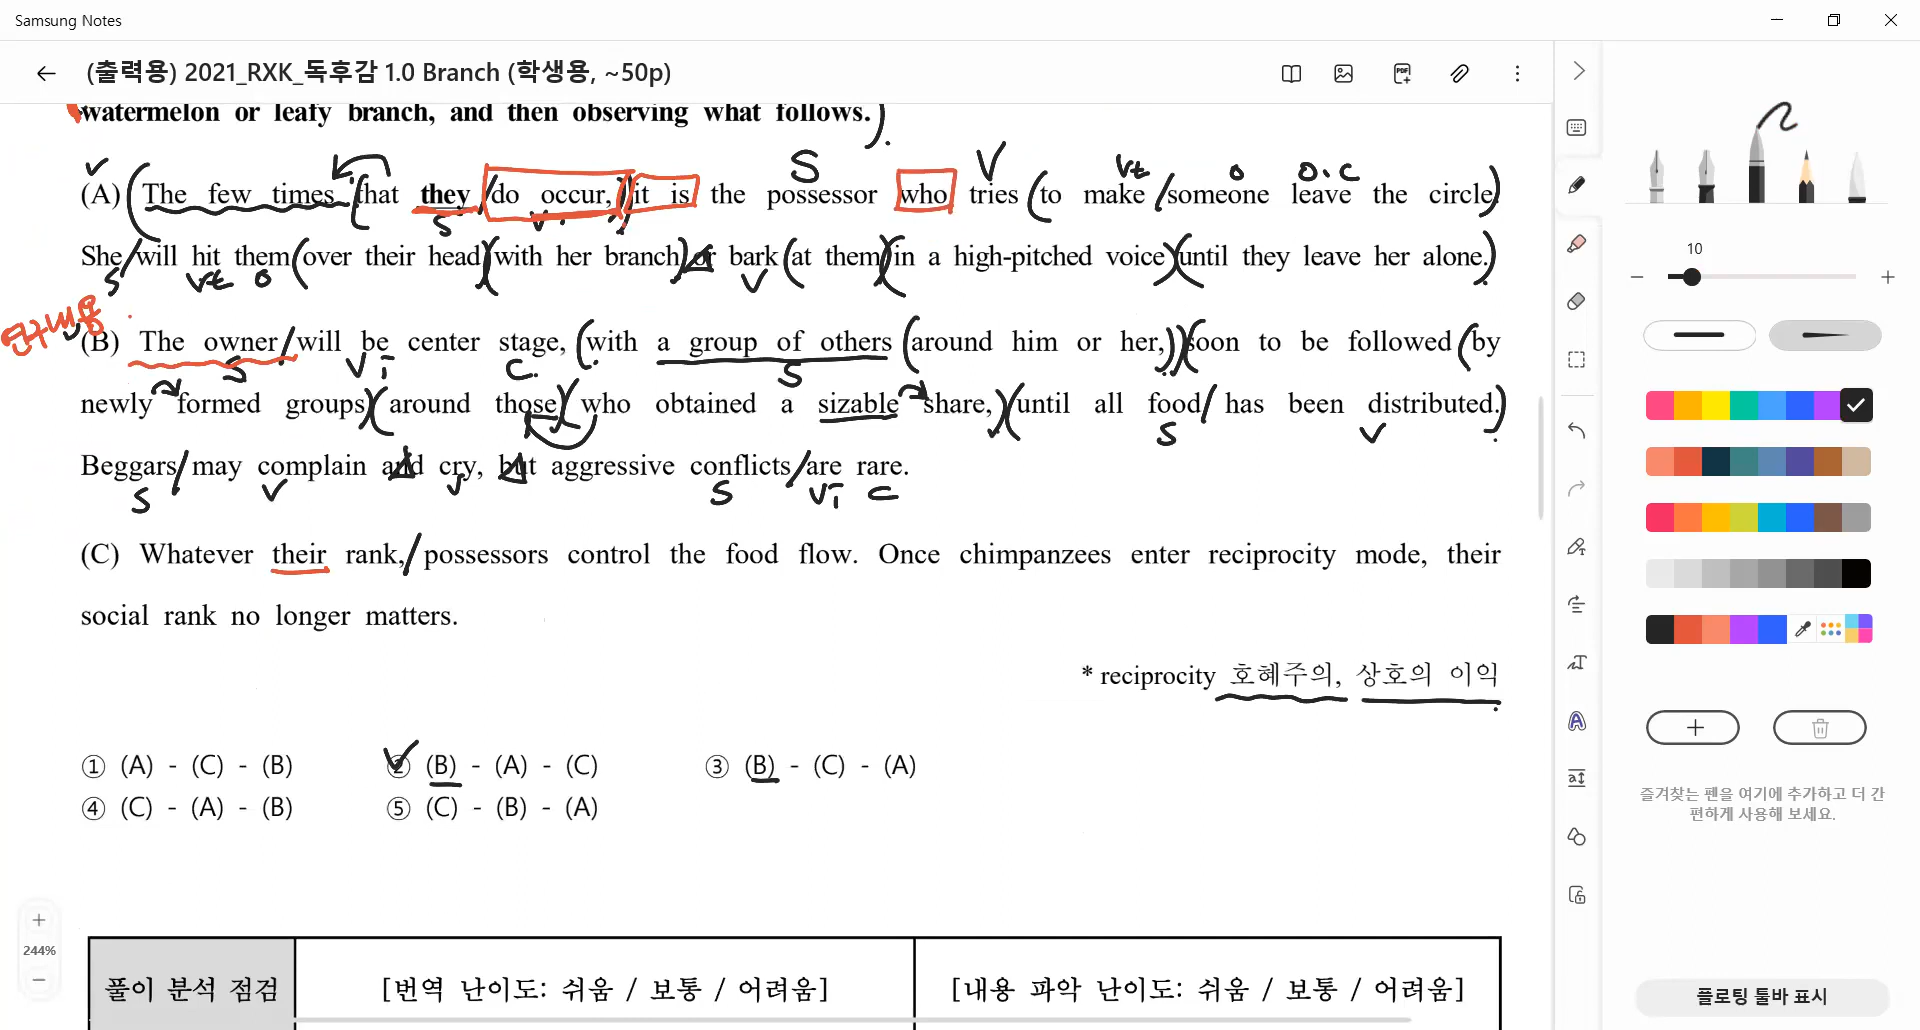 Samsung Notes
(출력용) 2021_RXK_독후감 1.0 Branch (학생용, ~50p)
watermelon or leafy branch, and then observing what follows.
S V Vt O O.C
(A) The few times that they do occur, it is the possessor who tries to make someone leave the circle.
S V
She will hit them over their head with her branch or bark at them in a high-pitched voice until they leave her alone.
S Vt O V
연구내용
(B) The owner will be center stage, with a group of others around him or her, soon to be followed by
S Vi C. S
newly formed groups around those who obtained a sizable share, until all food has been distributed.
S V
Beggars may complain and cry, but aggressive conflicts are rare.
S V V S Vi C
(C) Whatever their rank, possessors control the food flow. Once chimpanzees enter reciprocity mode, their
social rank no longer matters.
* reciprocity 호혜주의, 상호의 이익
① (A) - (C) - (B) ② (B) - (A) - (C) ③ (B) - (C) - (A)
④ (C) - (A) - (B) ⑤ (C) - (B) - (A)
풀이 분석 점검 [번역 난이도: 쉬움 / 보통 / 어려움] [내용 파악 난이도: 쉬움 / 보통 / 어려움]
244%
PDF
10
즐겨찾는 펜을 여기에 추가하고 더 간
편하게 사용해 보세요.
플로팅 툴바 표시